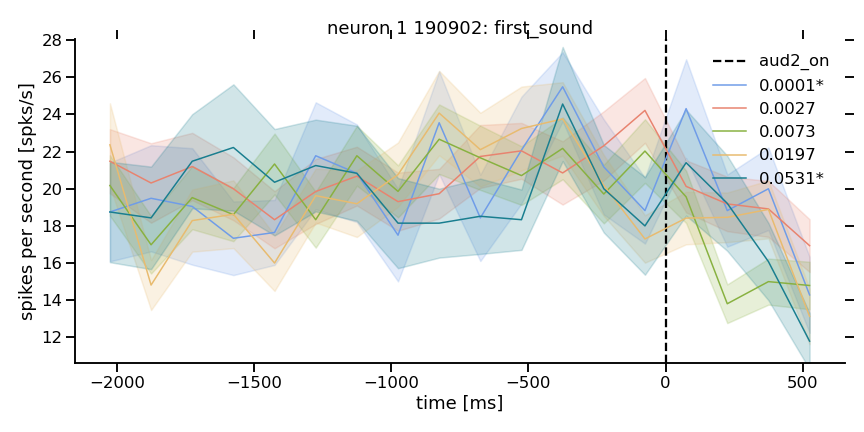 neuron 1 190902: first_sound
spikes per second [spks/s]
28
26
24
22
20
18
16
14
12
aud2_on
0.0001*
0.0027
0.0073
0.0197
0.0531*
−2000 −1500 −1000 −500 0 500
time [ms]